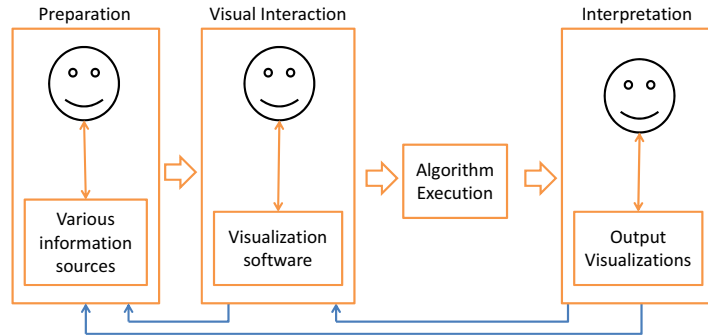 Preparation
Visual Interaction
Interpretation
Various
information
sources
Visualization
software
Algorithm
Execution
Output
Visualizations